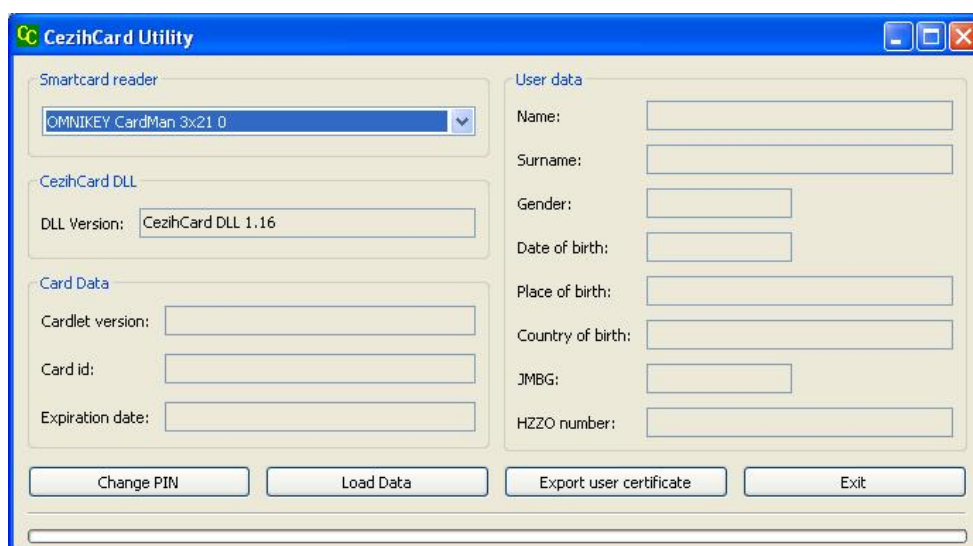 CezihCard Utility
Smartcard reader
OMNIKEY CardMan 3x21 0
CezihCard DLL
DLL Version: CezihCard DLL 1.16
Card Data
Cardlet version:
Card id:
Expiration date:
User data
Name:
Surname:
Gender:
Date of birth:
Place of birth:
Country of birth:
JMBG:
HZZO number:
Change PIN Load Data Export user certificate Exit